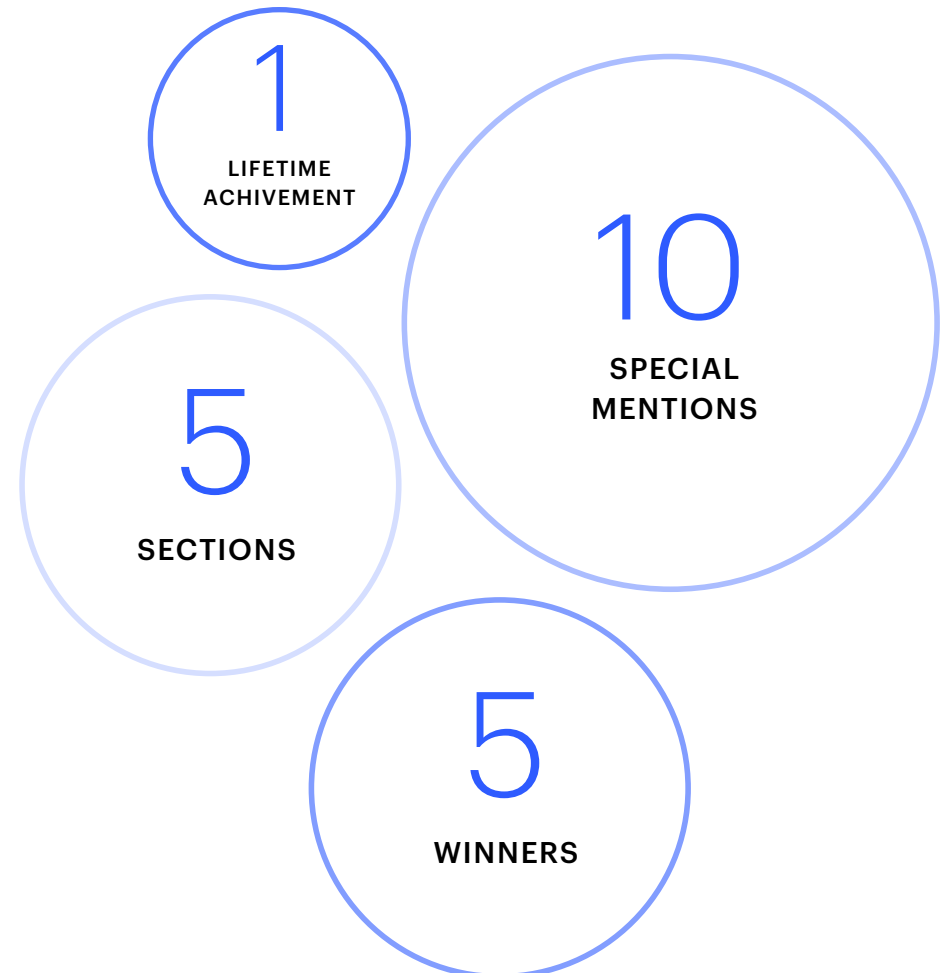 1
LIFETIME
ACHIVEMENT
10
SPECIAL
MENTIONS
5
SECTIONS
5
WINNERS